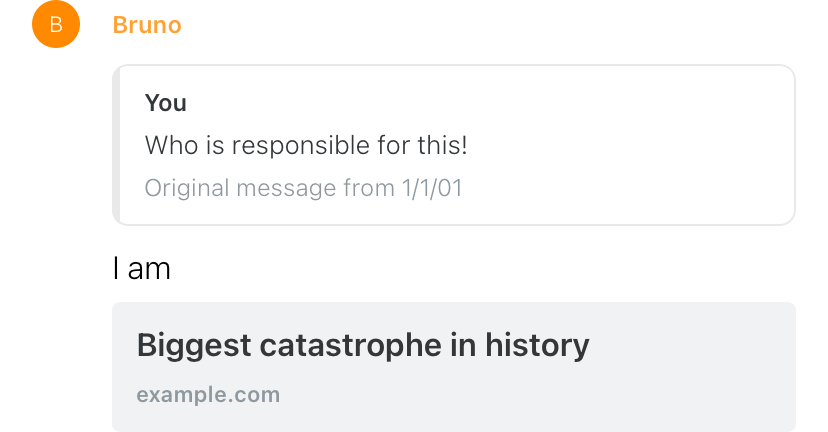 B
Bruno
You
Who is responsible for this!
Original message from 1/1/01
I am
Biggest catastrophe in history
example.com